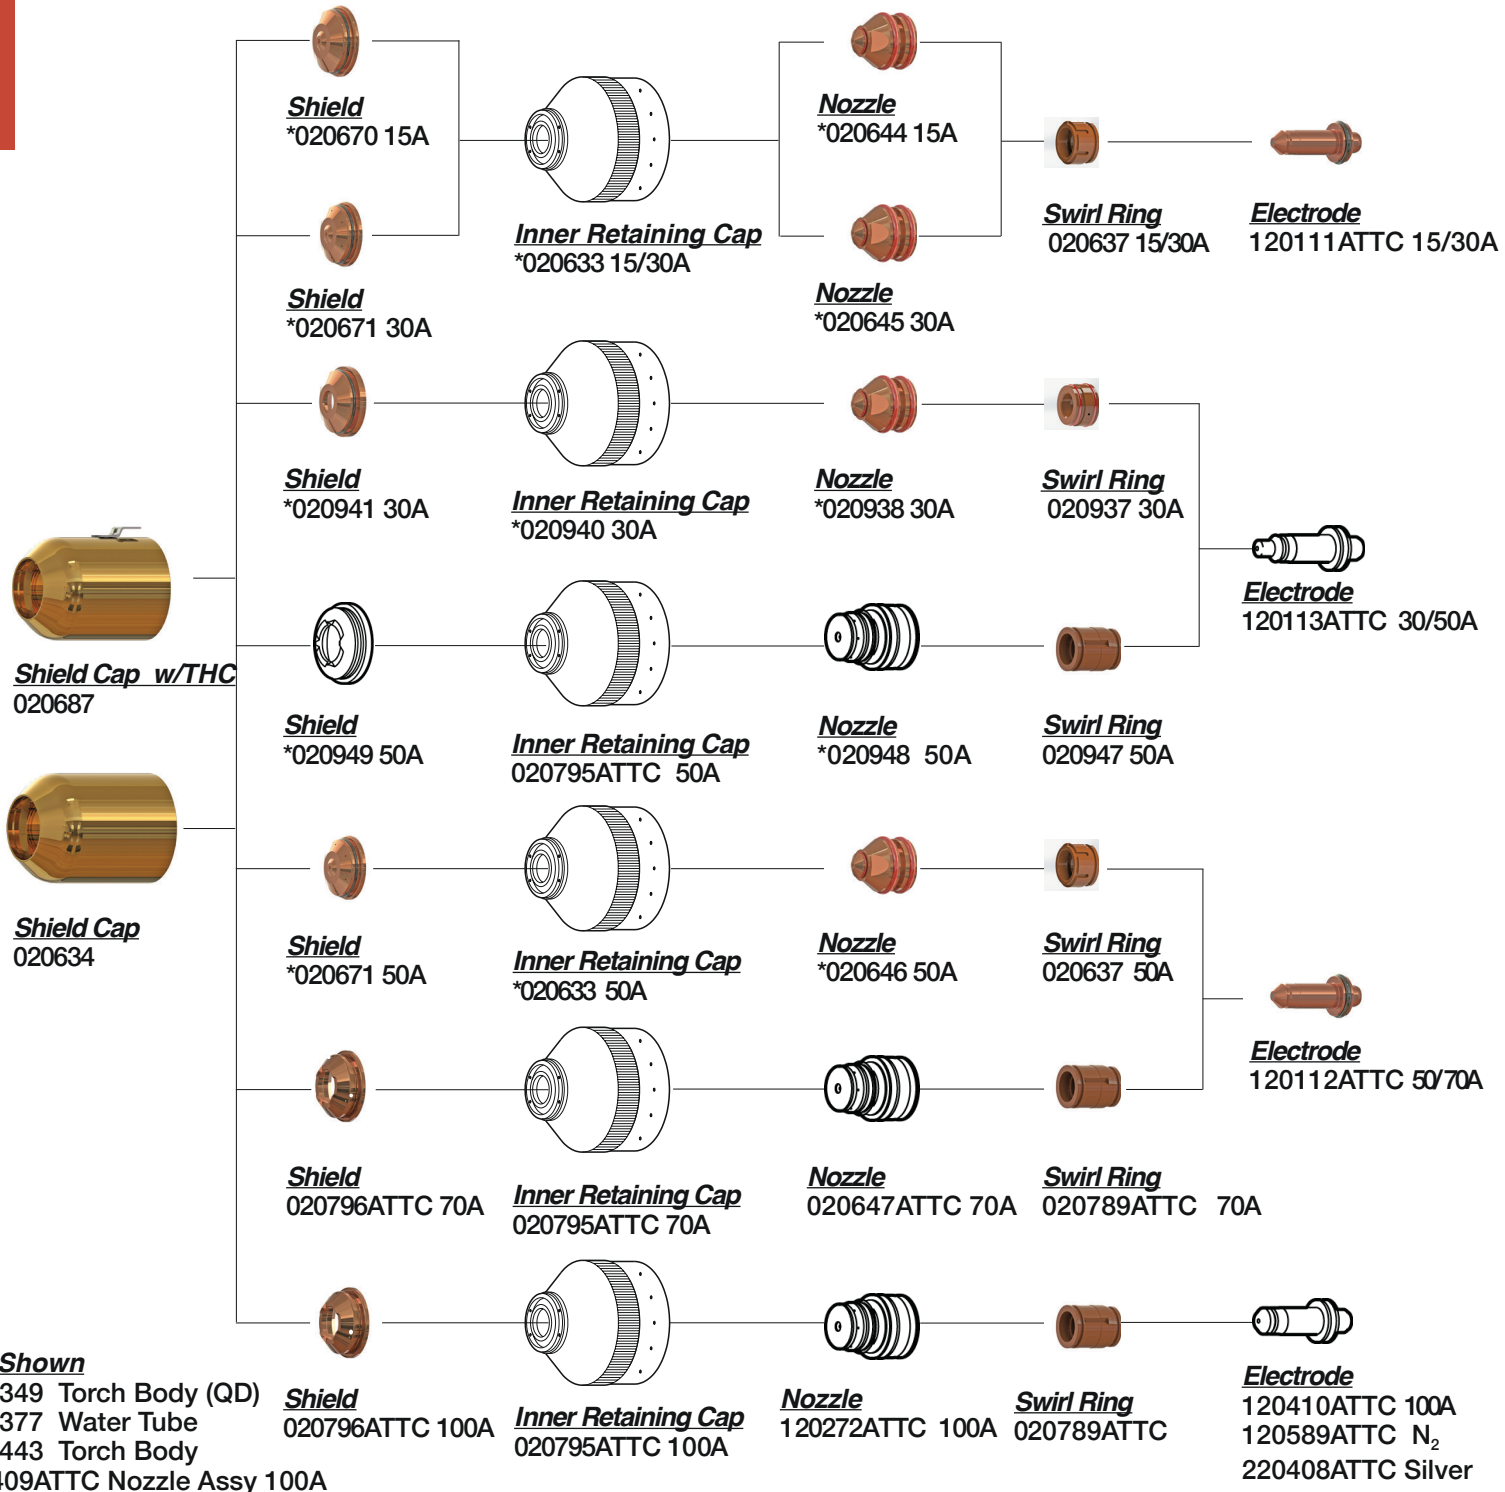 Shield
*020670 15A
Nozzle
*020644 15A
Inner Retaining Cap
*020633 15/30A
Swirl Ring
020637 15/30A
Electrode
120111ATTC 15/30A
Shield
*020671 30A
Nozzle
*020645 30A
Shield
*020941 30A
Inner Retaining Cap
*020940 30A
Nozzle
*020938 30A
Swirl Ring
020937 30A
Electrode
120113ATTC 30/50A
Shield Cap w/THC
020687
Shield
*020949 50A
Inner Retaining Cap
020795ATTC 50A
Nozzle
*020948 50A
Swirl Ring
020947 50A
Shield Cap
020634
Shield
*020671 50A
Inner Retaining Cap
*020633 50A
Nozzle
*020646 50A
Swirl Ring
020637 50A
Electrode
120112ATTC 50/70A
Shield
020796ATTC 70A
Inner Retaining Cap
020795ATTC 70A
Nozzle
020647ATTC 70A
Swirl Ring
020789ATTC 70A
Shown
349 Torch Body (QD)
377 Water Tube
443 Torch Body
409ATTC Nozzle Assy 100A
Shield
020796ATTC 100A
Inner Retaining Cap
020795ATTC 100A
Nozzle
120272ATTC 100A
Swirl Ring
020789ATTC
Electrode
120410ATTC 100A
120589ATTC N₂
220408ATTC Silver